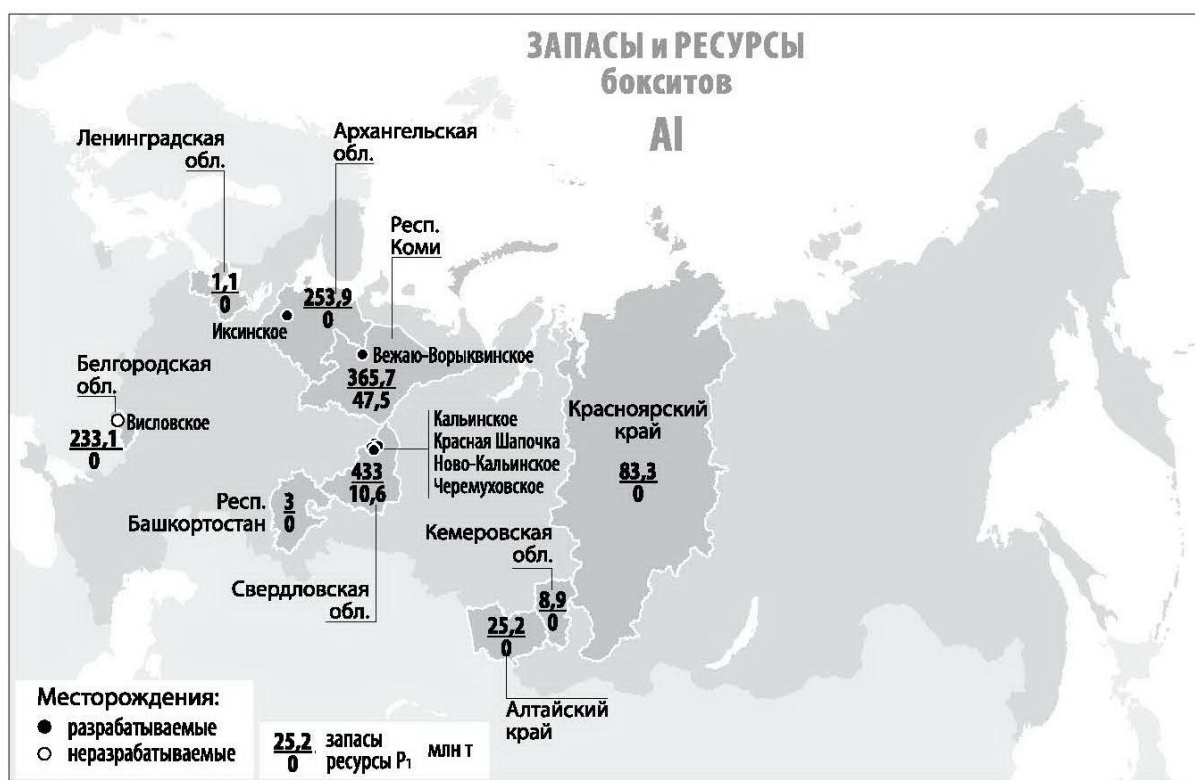 ЗАПАСЫ и РЕСУРСЫ
бокситов
Al
Ленинградская
обл.
1,1
0
Архангельская
обл.
253,9
0
Иксинское
Респ.
Коми
Вежаю-Ворыквинское
365,7
47,5
Белгородская
обл.
Висловское
233,1
0
Кальинское
Красная Шапочка
Ново-Кальинское
Черемуховское
433
10,6
Свердловская
обл.
Респ.
Башкортостан
3
0
Красноярский
край
83,3
0
Кемеровская
обл.
8,9
0
25,2
0
Алтайский
край
Месторождения:
разрабатываемые
неразрабатываемые
25,2 запасы
0 ресурсы P₁
млн т